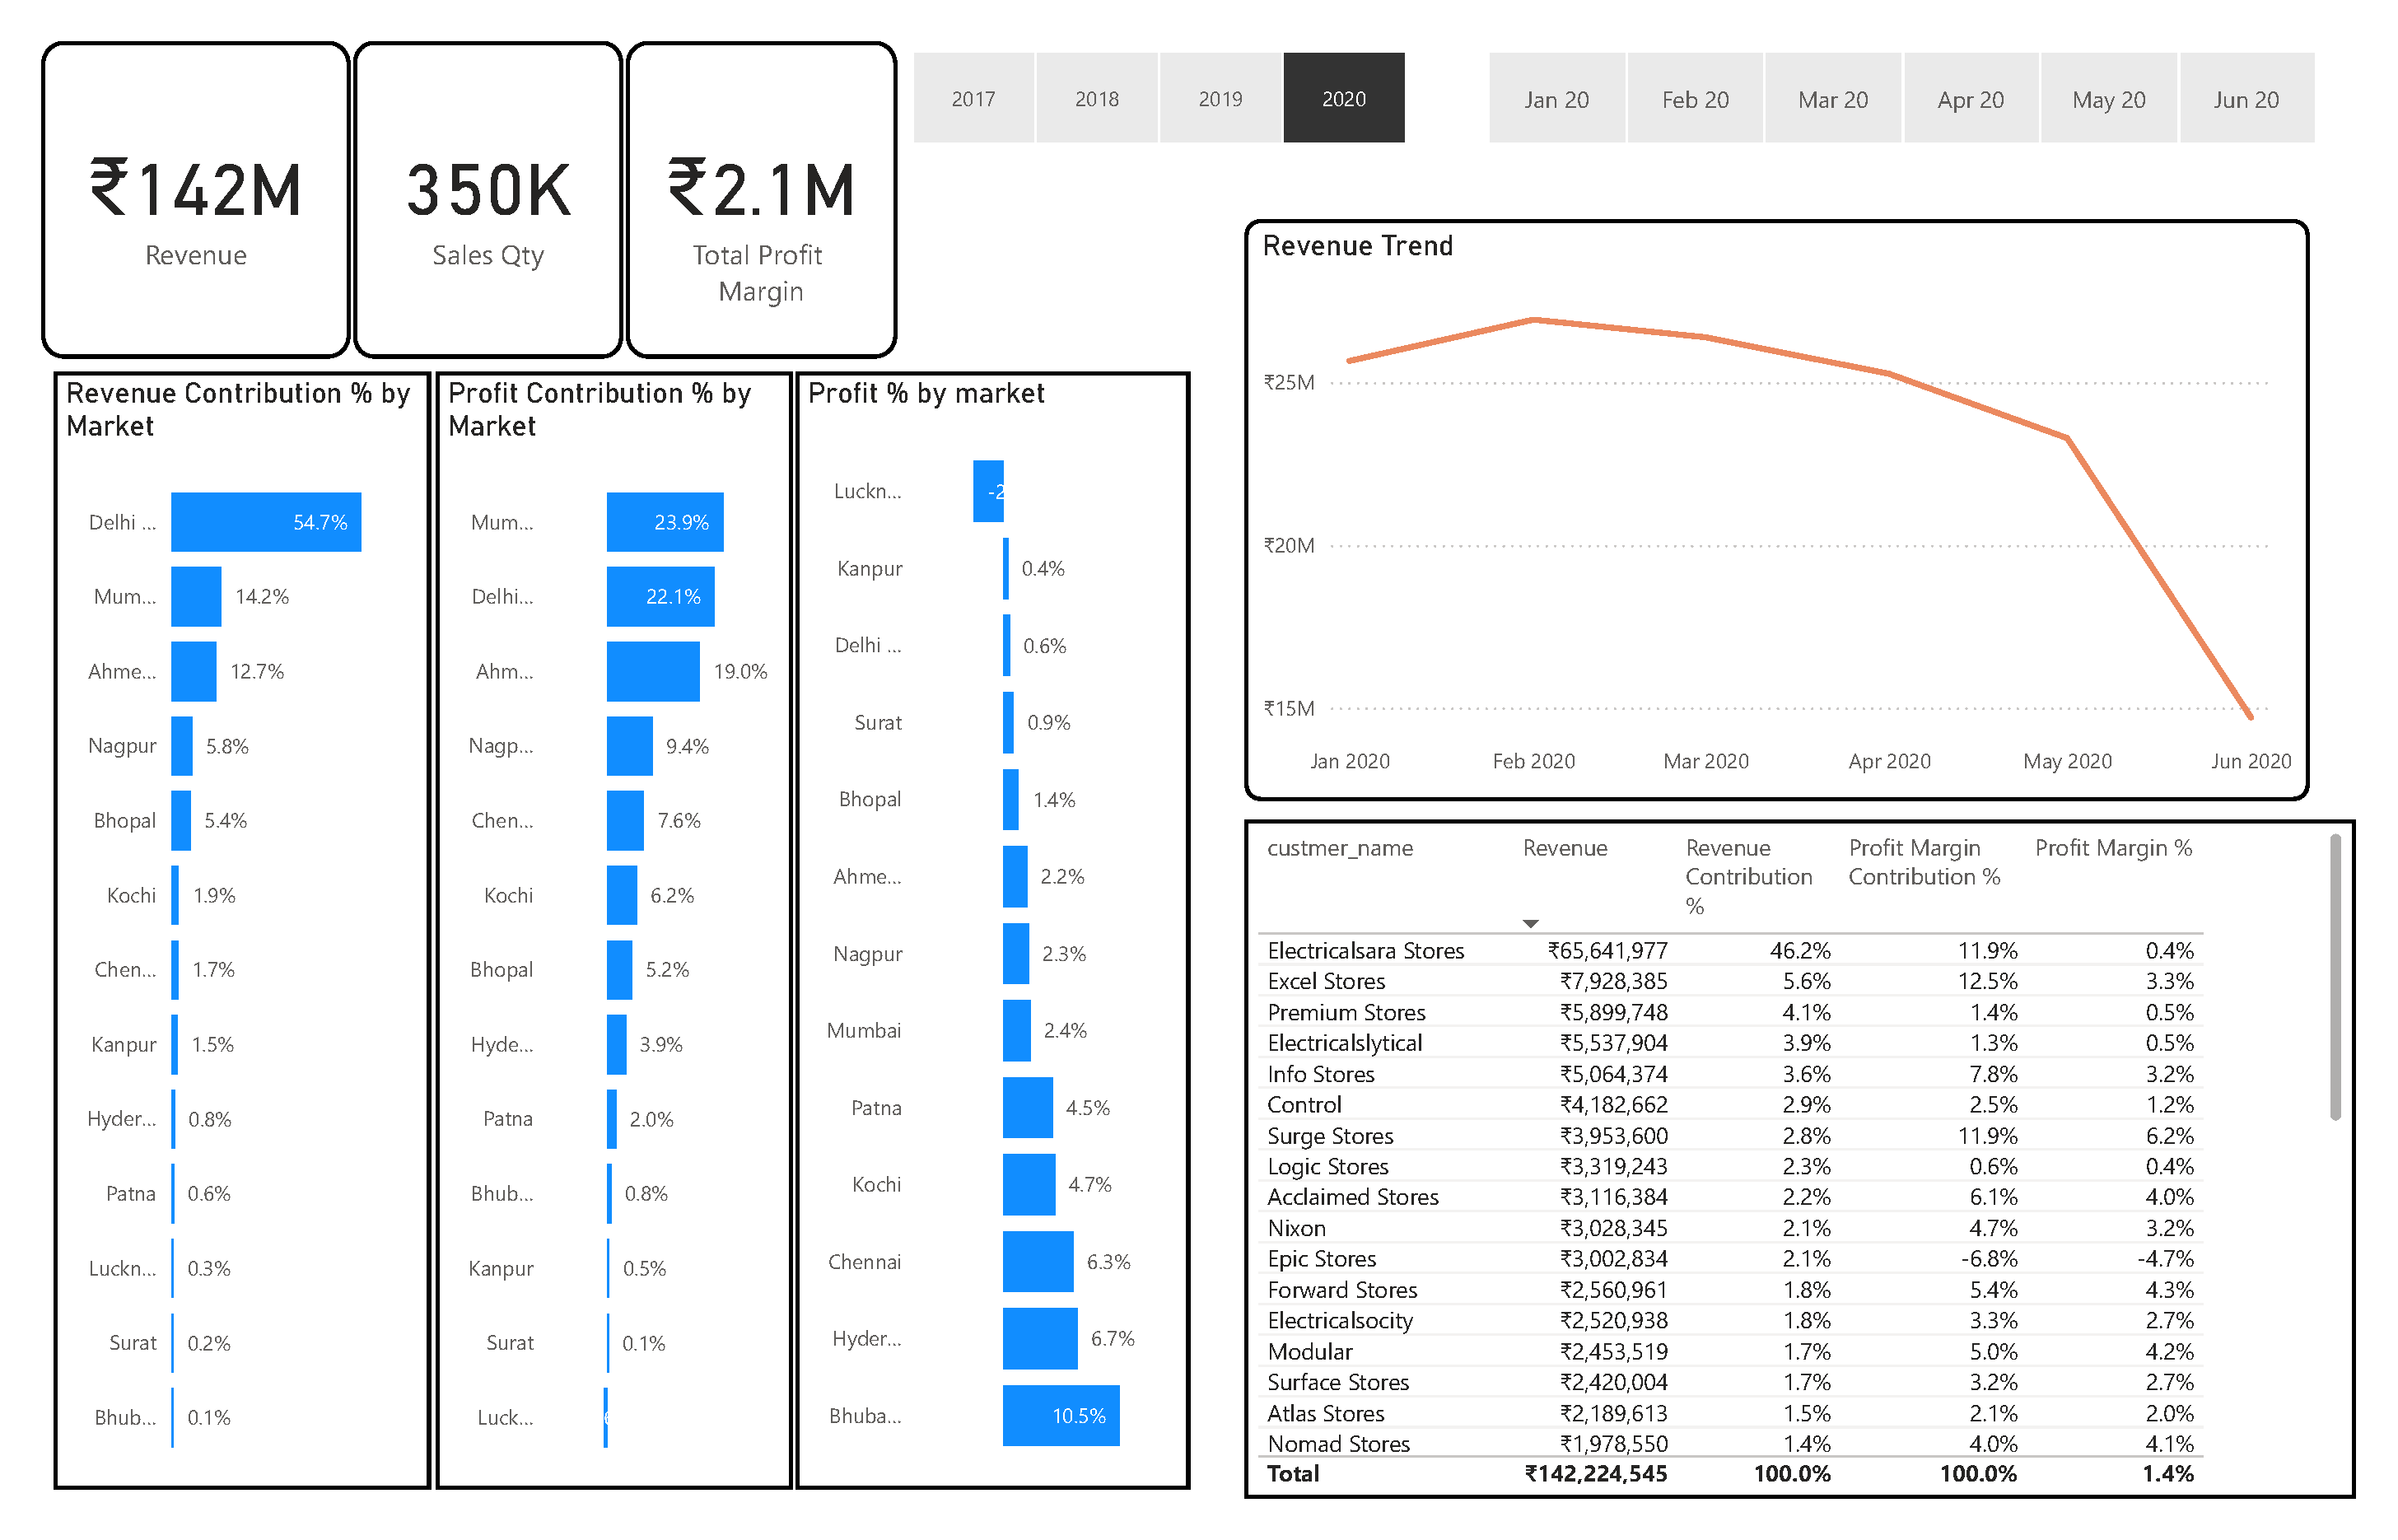 ₹142M
Revenue
350K
Sales Qty
₹2.1M
Total Profit
Margin
2017
2018
2019
2020
Jan 20
Feb 20
Mar 20
Apr 20
May 20
Jun 20
Revenue Contribution % by
Market
Delhi ...
54.7%
Mum...
14.2%
Ahme...
12.7%
Nagpur
5.8%
Bhopal
5.4%
Kochi
1.9%
Chen...
1.7%
Kanpur
1.5%
Hyder...
0.8%
Patna
0.6%
Luckn...
0.3%
Surat
0.2%
Bhub...
0.1%
Profit Contribution % by
Market
Mum...
23.9%
Delhi...
22.1%
Ahm...
19.0%
Nagp...
9.4%
Chen...
7.6%
Kochi
6.2%
Bhopal
5.2%
Hyde...
3.9%
Patna
2.0%
Bhub...
0.8%
Kanpur
0.5%
Surat
0.1%
Luck...
Profit % by market
Luckn...
-2
Kanpur
0.4%
Delhi ...
0.6%
Surat
0.9%
Bhopal
1.4%
Ahme...
2.2%
Nagpur
2.3%
Mumbai
2.4%
Patna
4.5%
Kochi
4.7%
Chennai
6.3%
Hyder...
6.7%
Bhuba...
10.5%
Revenue Trend
₹25M
₹20M
₹15M
Jan 2020
Feb 2020
Mar 2020
Apr 2020
May 2020
Jun 2020
custmer_name Revenue Revenue Profit Margin Profit Margin %
Contribution Contribution %
%
Electricalsara Stores ₹65,641,977 46.2% 11.9% 0.4%
Excel Stores ₹7,928,385 5.6% 12.5% 3.3%
Premium Stores ₹5,899,748 4.1% 1.4% 0.5%
Electricalslytical ₹5,537,904 3.9% 1.3% 0.5%
Info Stores ₹5,064,374 3.6% 7.8% 3.2%
Control ₹4,182,662 2.9% 2.5% 1.2%
Surge Stores ₹3,953,600 2.8% 11.9% 6.2%
Logic Stores ₹3,319,243 2.3% 0.6% 0.4%
Acclaimed Stores ₹3,116,384 2.2% 6.1% 4.0%
Nixon ₹3,028,345 2.1% 4.7% 3.2%
Epic Stores ₹3,002,834 2.1% -6.8% -4.7%
Forward Stores ₹2,560,961 1.8% 5.4% 4.3%
Electricalsocity ₹2,520,938 1.8% 3.3% 2.7%
Modular ₹2,453,519 1.7% 5.0% 4.2%
Surface Stores ₹2,420,004 1.7% 3.2% 2.7%
Atlas Stores ₹2,189,613 1.5% 2.1% 2.0%
Nomad Stores ₹1,978,550 1.4% 4.0% 4.1%
Total ₹142,224,545 100.0% 100.0% 1.4%